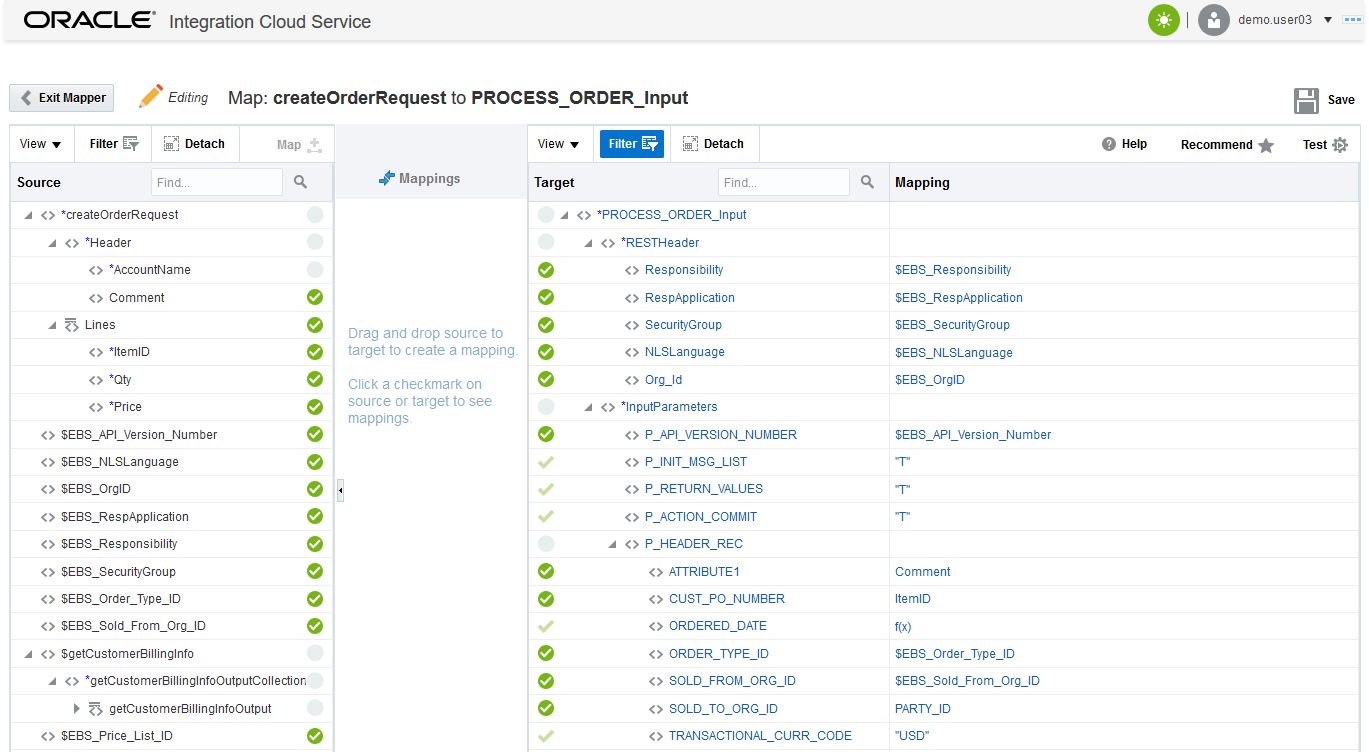 ORACLE® Integration Cloud Service
demo.user03
Exit Mapper
Editing
Map: createOrderRequest to PROCESS_ORDER_Input
Save
View Filter Detach Map
Source Find...
*createOrderRequest
*Header
*AccountName
Comment
Lines
*ItemID
*Qty
*Price
$EBS_API_Version_Number
$EBS_NLSLanguage
$EBS_OrgID
$EBS_RespApplication
$EBS_Responsibility
$EBS_SecurityGroup
$EBS_Order_Type_ID
$EBS_Sold_From_Org_ID
$getCustomerBillingInfo
*getCustomerBillingInfoOutputCollection
getCustomerBillingInfoOutput
$EBS_Price_List_ID
Mappings
Drag and drop source to
target to create a mapping.
Click a checkmark on
source or target to see
mappings.
View Filter Detach Help Recommend Test
Target Find... Mapping
*PROCESS_ORDER_Input
*RESTHeader
Responsibility $EBS_Responsibility
RespApplication $EBS_RespApplication
SecurityGroup $EBS_SecurityGroup
NLSLanguage $EBS_NLSLanguage
Org_Id $EBS_OrgID
*InputParameters
P_API_VERSION_NUMBER $EBS_API_Version_Number
P_INIT_MSG_LIST "T"
P_RETURN_VALUES "T"
P_ACTION_COMMIT "T"
P_HEADER_REC
ATTRIBUTE1 Comment
CUST_PO_NUMBER ItemID
ORDERED_DATE f(x)
ORDER_TYPE_ID $EBS_Order_Type_ID
SOLD_FROM_ORG_ID $EBS_Sold_From_Org_ID
SOLD_TO_ORG_ID PARTY_ID
TRANSACTIONAL_CURR_CODE "USD"